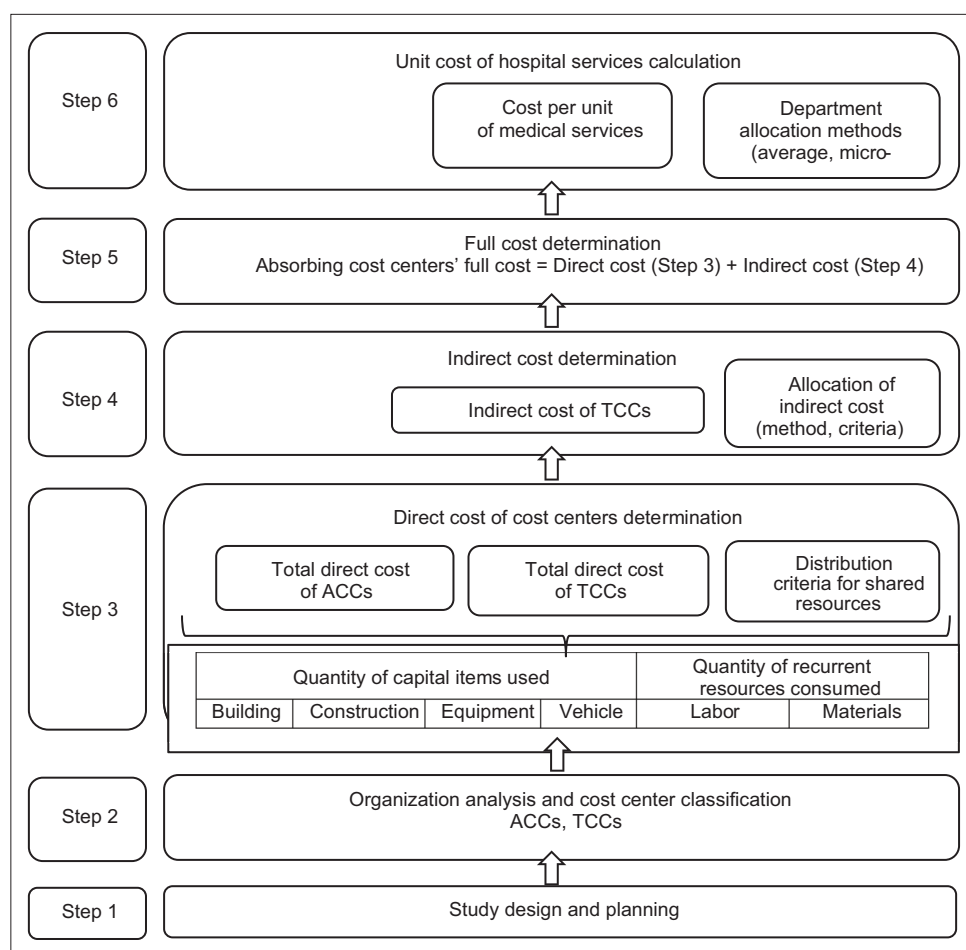 Step 6
Unit cost of hospital services calculation
Cost per unit
of medical services
Department
allocation methods
(average, micro-
Step 5
Full cost determination
Absorbing cost centers’ full cost = Direct cost (Step 3) + Indirect cost (Step 4)
Step 4
Indirect cost determination
Indirect cost of TCCs
Allocation of
indirect cost
(method, criteria)
Step 3
Direct cost of cost centers determination
Total direct cost
of ACCs
Total direct cost
of TCCs
Distribution
criteria for shared
resources
Quantity of capital items used
Quantity of recurrent
resources consumed
Building Construction Equipment Vehicle Labor Materials
Step 2
Organization analysis and cost center classification
ACCs, TCCs
Step 1
Study design and planning